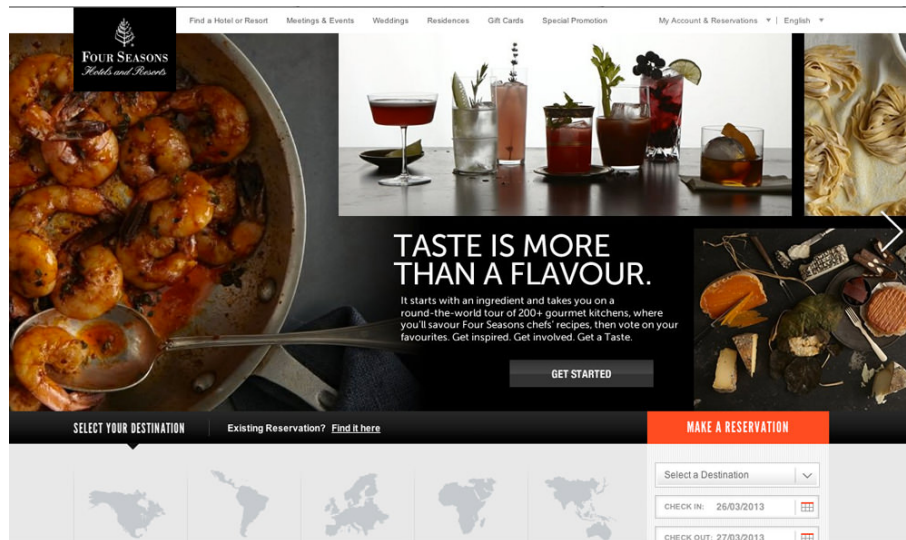 Find a Hotel or Resort
Meetings & Events
Weddings
Residences
Gift Cards
Special Promotion
My Account & Reservations
English
FOUR SEASONS
Hotels and Resorts
TASTE IS MORE
THAN A FLAVOUR.
It starts with an ingredient and takes you on a
round-the-world tour of 200+ gourmet kitchens, where
you'll savour Four Seasons chefs' recipes, then vote on your
favourites. Get inspired. Get involved. Get a Taste.
GET STARTED
SELECT YOUR DESTINATION
Existing Reservation? Find it here
MAKE A RESERVATION
Select a Destination
CHECK IN: 26/03/2013
CHECK OUT: 27/03/2013